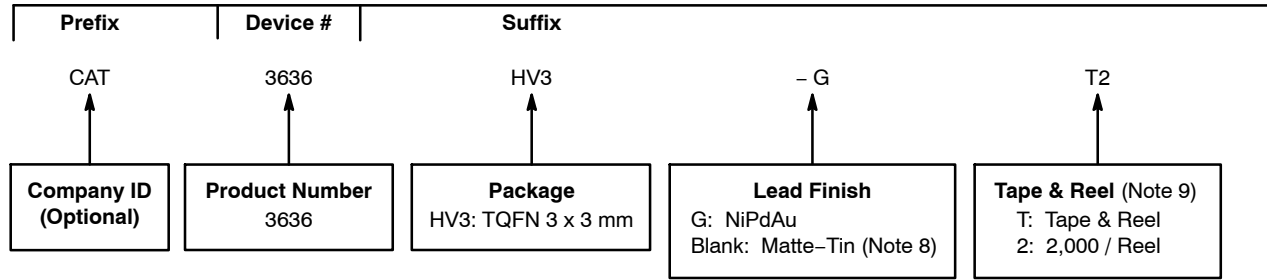 Prefix Device # Suffix
CAT 3636 HV3 – G T2
Company ID
(Optional)
Product Number
3636
Package
HV3: TQFN 3 x 3 mm
Lead Finish
G: NiPdAu
Blank: Matte–Tin (Note 8)
Tape & Reel (Note 9)
T: Tape & Reel
2: 2,000 / Reel